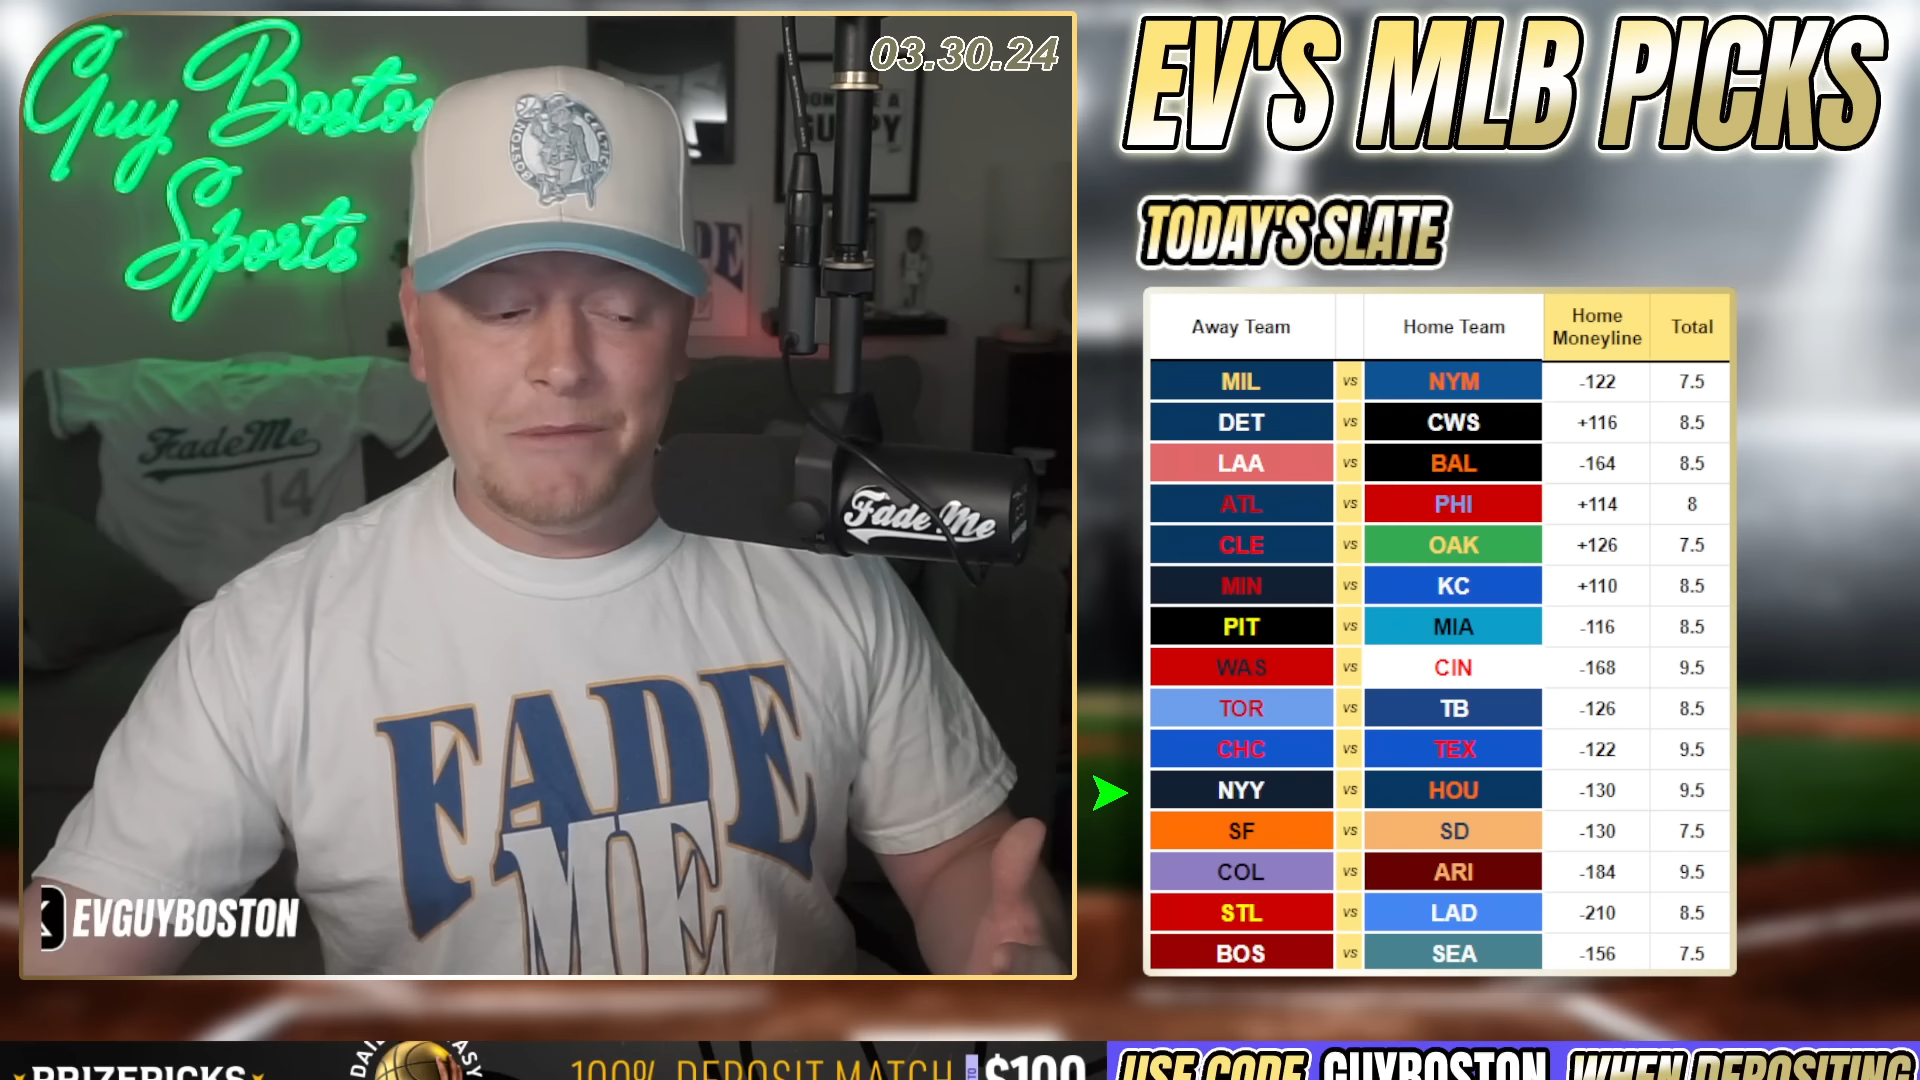 Guy Boston
Sports
03.30.24
EV'S MLB PICKS
TODAY'S SLATE
Away Team Home Team Home Moneyline Total
MIL vs NYM -122 7.5
DET vs CWS +116 8.5
LAA vs BAL -164 8.5
ATL vs PHI +114 8
CLE vs OAK +126 7.5
MIN vs KC +110 8.5
PIT vs MIA -116 8.5
WAS vs CIN -168 9.5
TOR vs TB -126 8.5
CHC vs TEX -122 9.5
NYY vs HOU -130 9.5
SF vs SD -130 7.5
COL vs ARI -184 9.5
STL vs LAD -210 8.5
BOS vs SEA -156 7.5
BOSTON CELTICS
FadeMe
14
Fade Me
FADE
ME
EVGUYBOSTON
PRIZEPICKS
100% DEPOSIT MATCH
TO
$100
USE CODE GUYBOSTON WHEN DEPOSITING